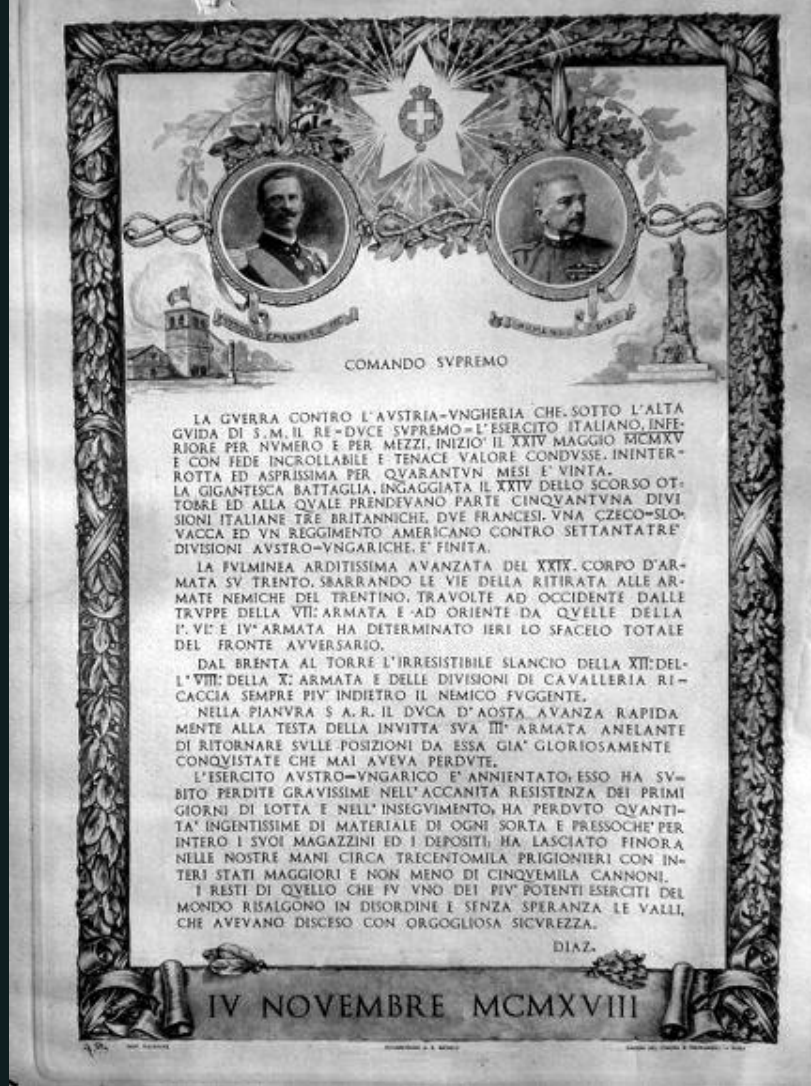 EMANUELE III
COMANDO SVPREMO
LA GVERRA CONTRO L'AVSTRIA=VNGHERIA CHE, SOTTO L'ALTA
GVIDA DI S.M. IL RE=DVCE SVPREMO=L'ESERCITO ITALIANO, INFE=
RIORE PER NVMERO E PER MEZZI, INIZIO' IL XXIV MAGGIO MCMXV
E CON FEDE INCROLLABILE E TENACE VALORE CONDVSSE, ININTER=
ROTTA ED ASPRISSIMA PER QVARANTVN MESI E' VINTA.
LA GIGANTESCA BATTAGLIA, INGAGGIATA IL XXIV DELLO SCORSO OT=
TOBRE ED ALLA QVALE PRENDEVANO PARTE CINQVANTVNA DIVI
SIONI ITALIANE TRE BRITANNICHE, DVE FRANCESI, VNA CZECO=SLO=
VACCA ED VN REGGIMENTO AMERICANO CONTRO SETTANTATRE'
DIVISIONI AVSTRO=VNGARICHE, E' FINITA.
LA FVLMINEA ARDITISSIMA AVANZATA DEL XXIX. CORPO D'AR=
MATA SV TRENTO, SBARRANDO LE VIE DELLA RITIRATA ALLE AR=
MATE NEMICHE DEL TRENTINO, TRAVOLTE AD OCCIDENTE DALLE
TRVPPE DELLA VII: ARMATA E AD ORIENTE DA QVELLE DELLA
Iª, VIª E IVª ARMATA HA DETERMINATO IERI LO SFACELO TOTALE
DEL FRONTE AVVERSARIO.
DAL BRENTA AL TORRE L'IRRESISTIBILE SLANCIO DELLA XII: DEL=
L'VIII: DELLA X: ARMATA E DELLE DIVISIONI DI CAVALLERIA RI=
CACCIA SEMPRE PIV' INDIETRO IL NEMICO FVGGENTE.
NELLA PIANVRA S A. R. IL DVCA D'AOSTA AVANZA RAPIDA
MENTE ALLA TESTA DELLA INVITTA SVA IIIª ARMATA ANELANTE
DI RITORNARE SVLLE POSIZIONI DA ESSA GIA' GLORIOSAMENTE
CONQVISTATE CHE MAI AVEVA PERDVTE.
L'ESERCITO AVSTRO=VNGARICO E' ANNIENTATO; ESSO HA SV=
BITO PERDITE GRAVISSIME NELL'ACCANITA RESISTENZA DEI PRIMI
GIORNI DI LOTTA E NELL'INSEGVIMENTO; HA PERDVTO QVANTI=
TA' INGENTISSIME DI MATERIALE DI OGNI SORTA E PRESSOCHE' PER
INTERO I SVOI MAGAZZINI ED I DEPOSITI; HA LASCIATO FINORA
NELLE NOSTRE MANI CIRCA TRECENTOMILA PRIGIONIERI CON IN=
TERI STATI MAGGIORI E NON MENO DI CINQVEMILA CANNONI.
I RESTI DI QVELLO CHE FV VNO DEI PIV' POTENTI ESERCITI DEL
MONDO RISALGONO IN DISORDINE E SENZA SPERANZA LE VALLI,
CHE AVEVANO DISCESO CON ORGOGLIOSA SICVREZZA.
DIAZ.
IV NOVEMBRE MCMXVIII